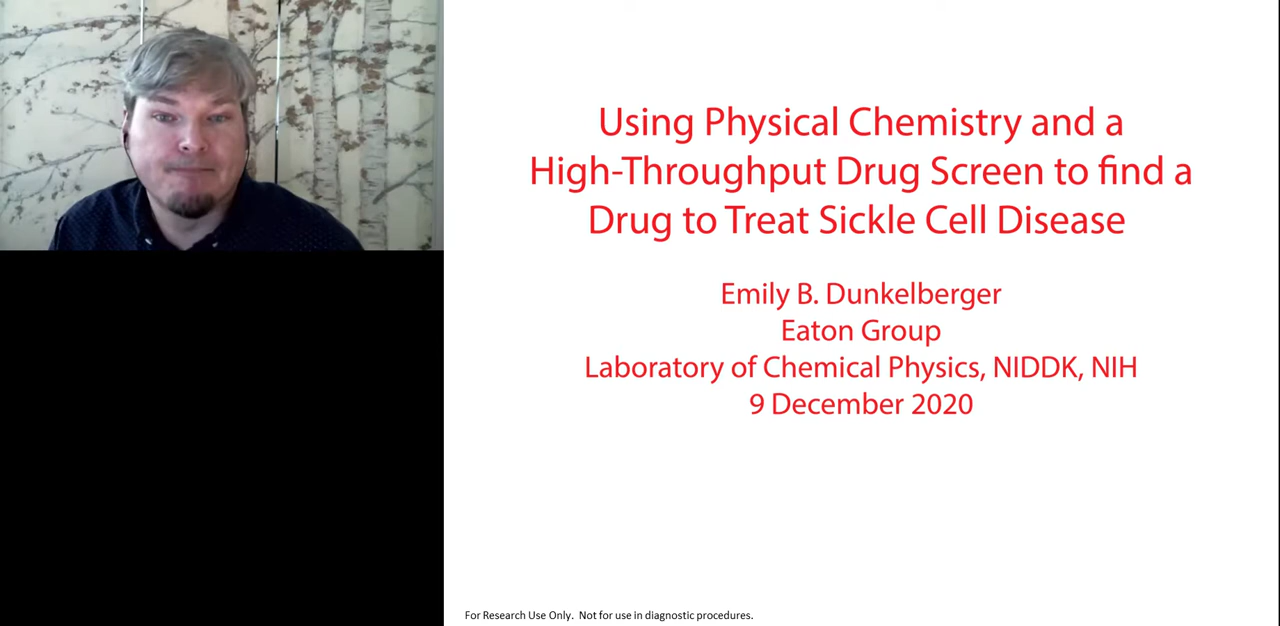 Using Physical Chemistry and a
High-Throughput Drug Screen to find a
Drug to Treat Sickle Cell Disease
Emily B. Dunkelberger
Eaton Group
Laboratory of Chemical Physics, NIDDK, NIH
9 December 2020
For Research Use Only.  Not for use in diagnostic procedures.